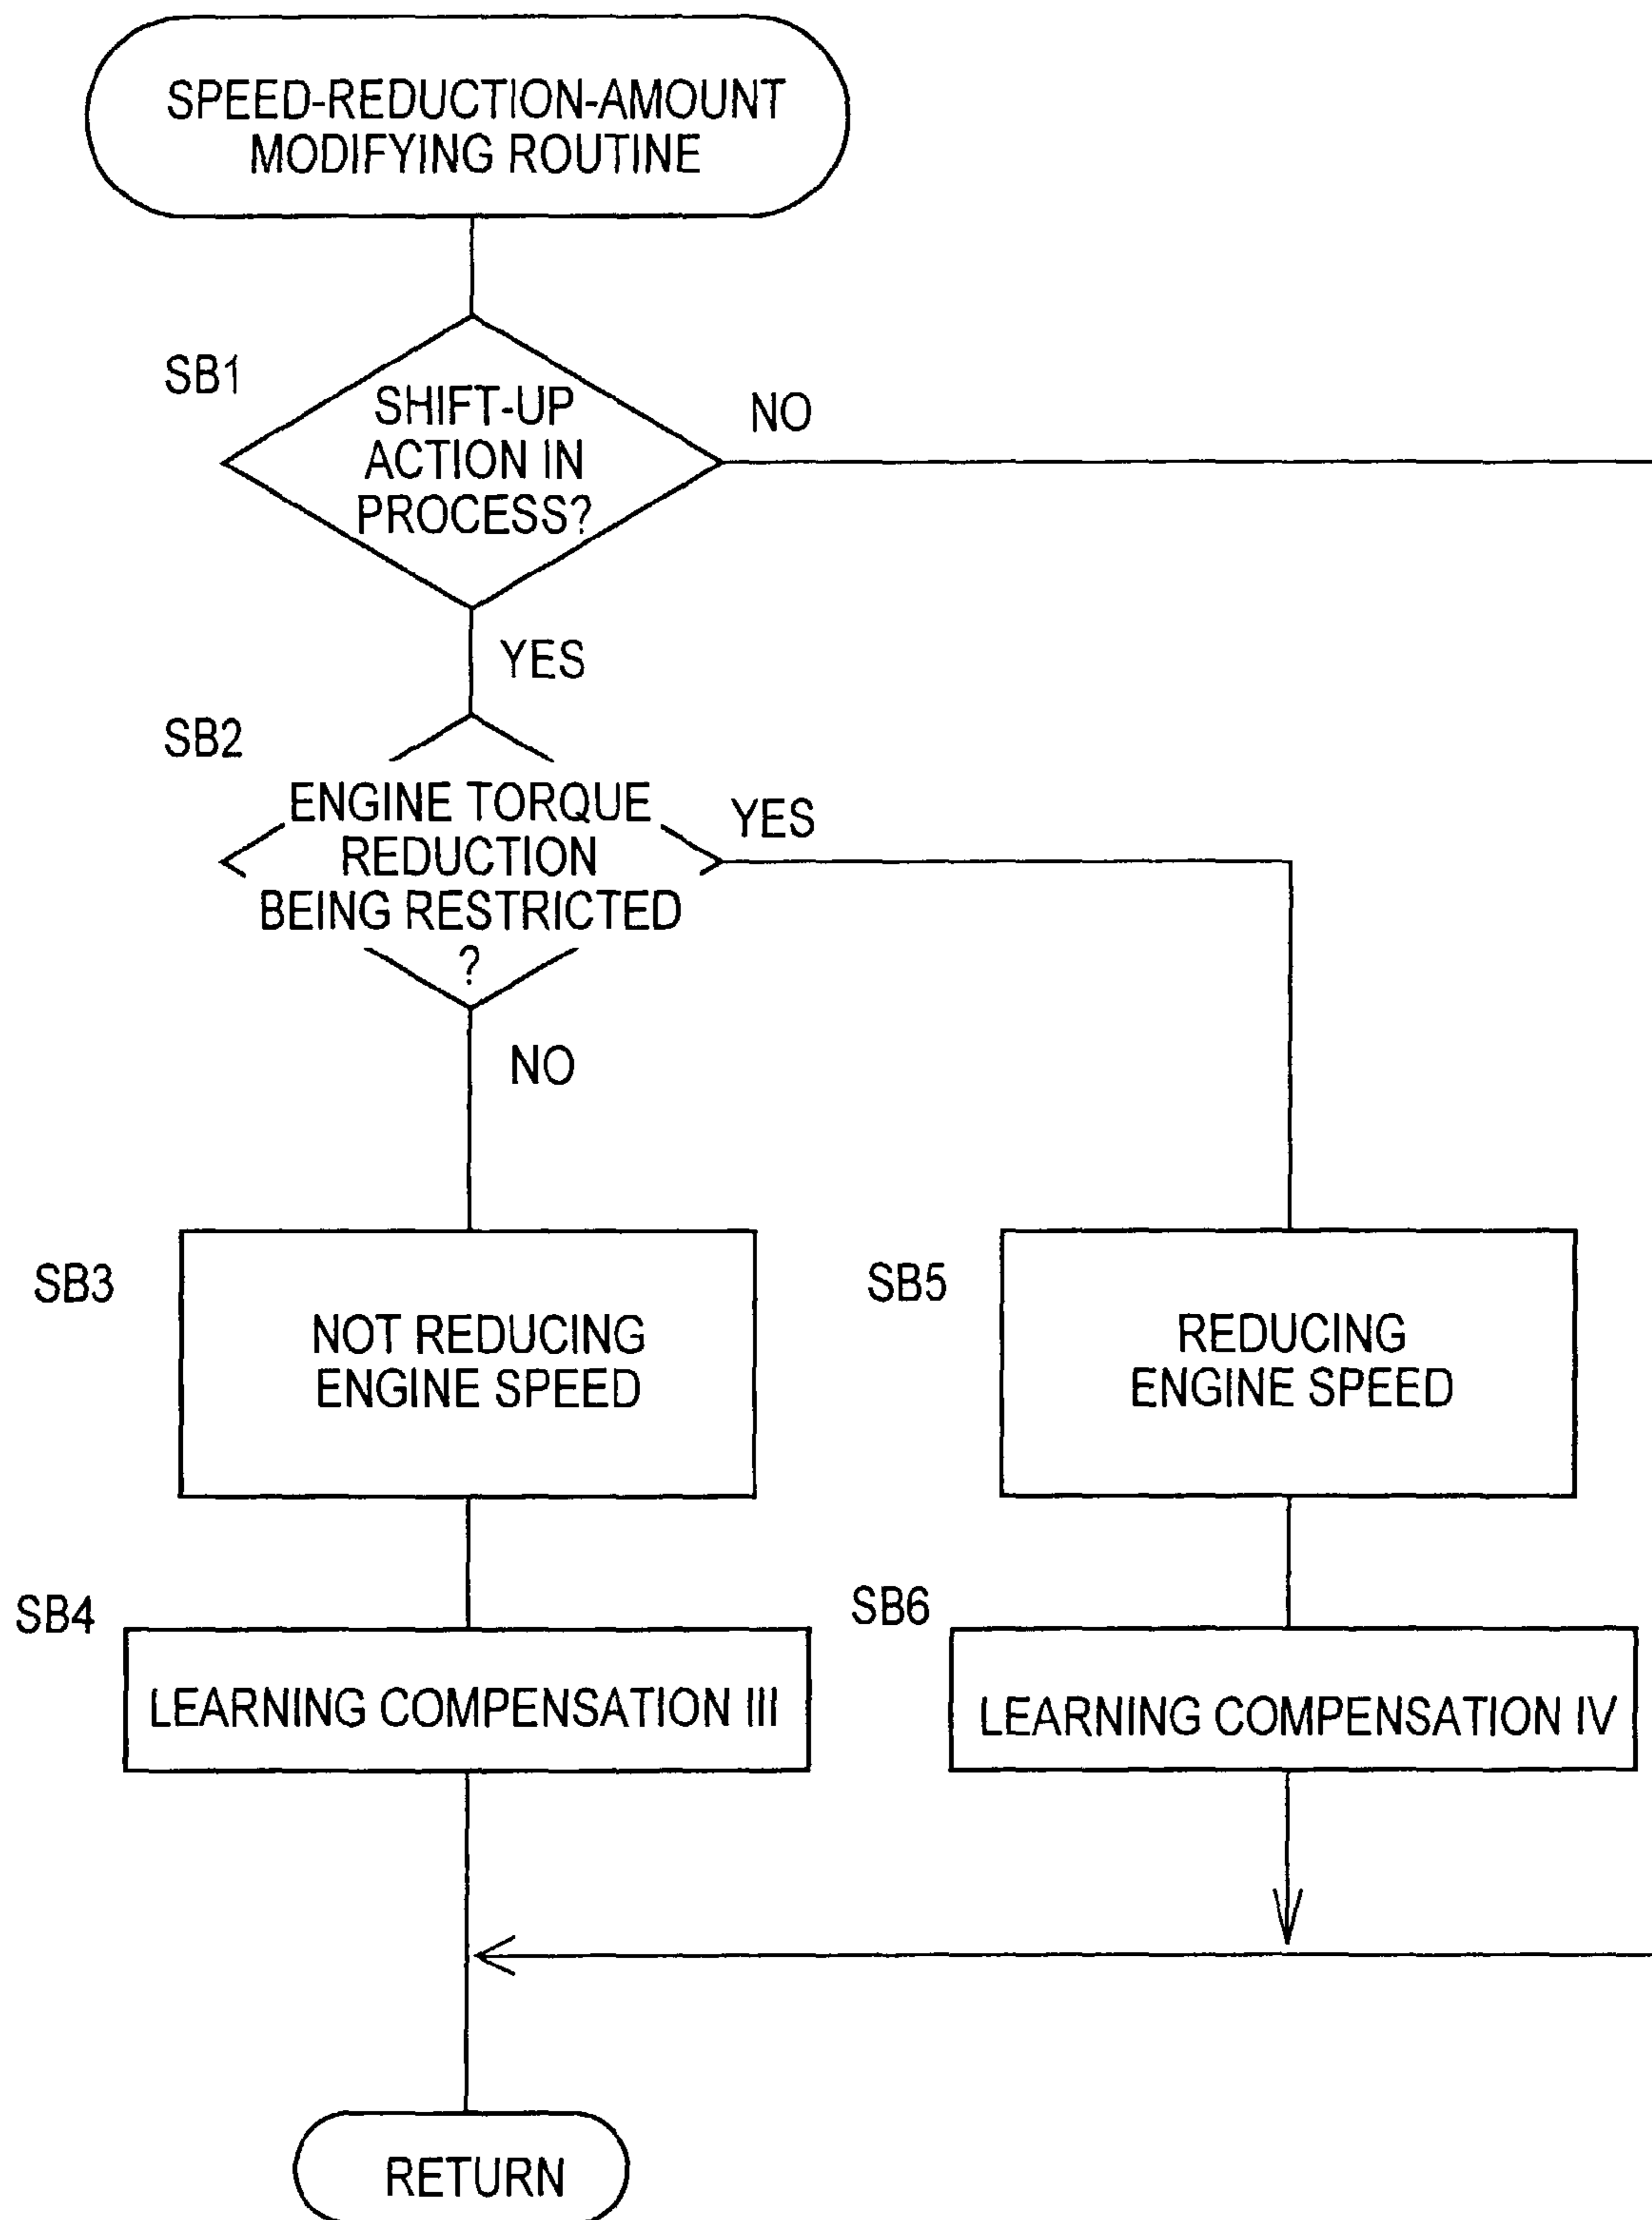 SPEED-REDUCTION-AMOUNT
MODIFYING ROUTINE
SB1
SHIFT-UP
ACTION IN
PROCESS?
NO
YES
SB2
ENGINE TORQUE
REDUCTION
BEING RESTRICTED
?
YES
NO
SB3
NOT REDUCING
ENGINE SPEED
SB5
REDUCING
ENGINE SPEED
SB4
LEARNING COMPENSATION III
SB6
LEARNING COMPENSATION IV
RETURN